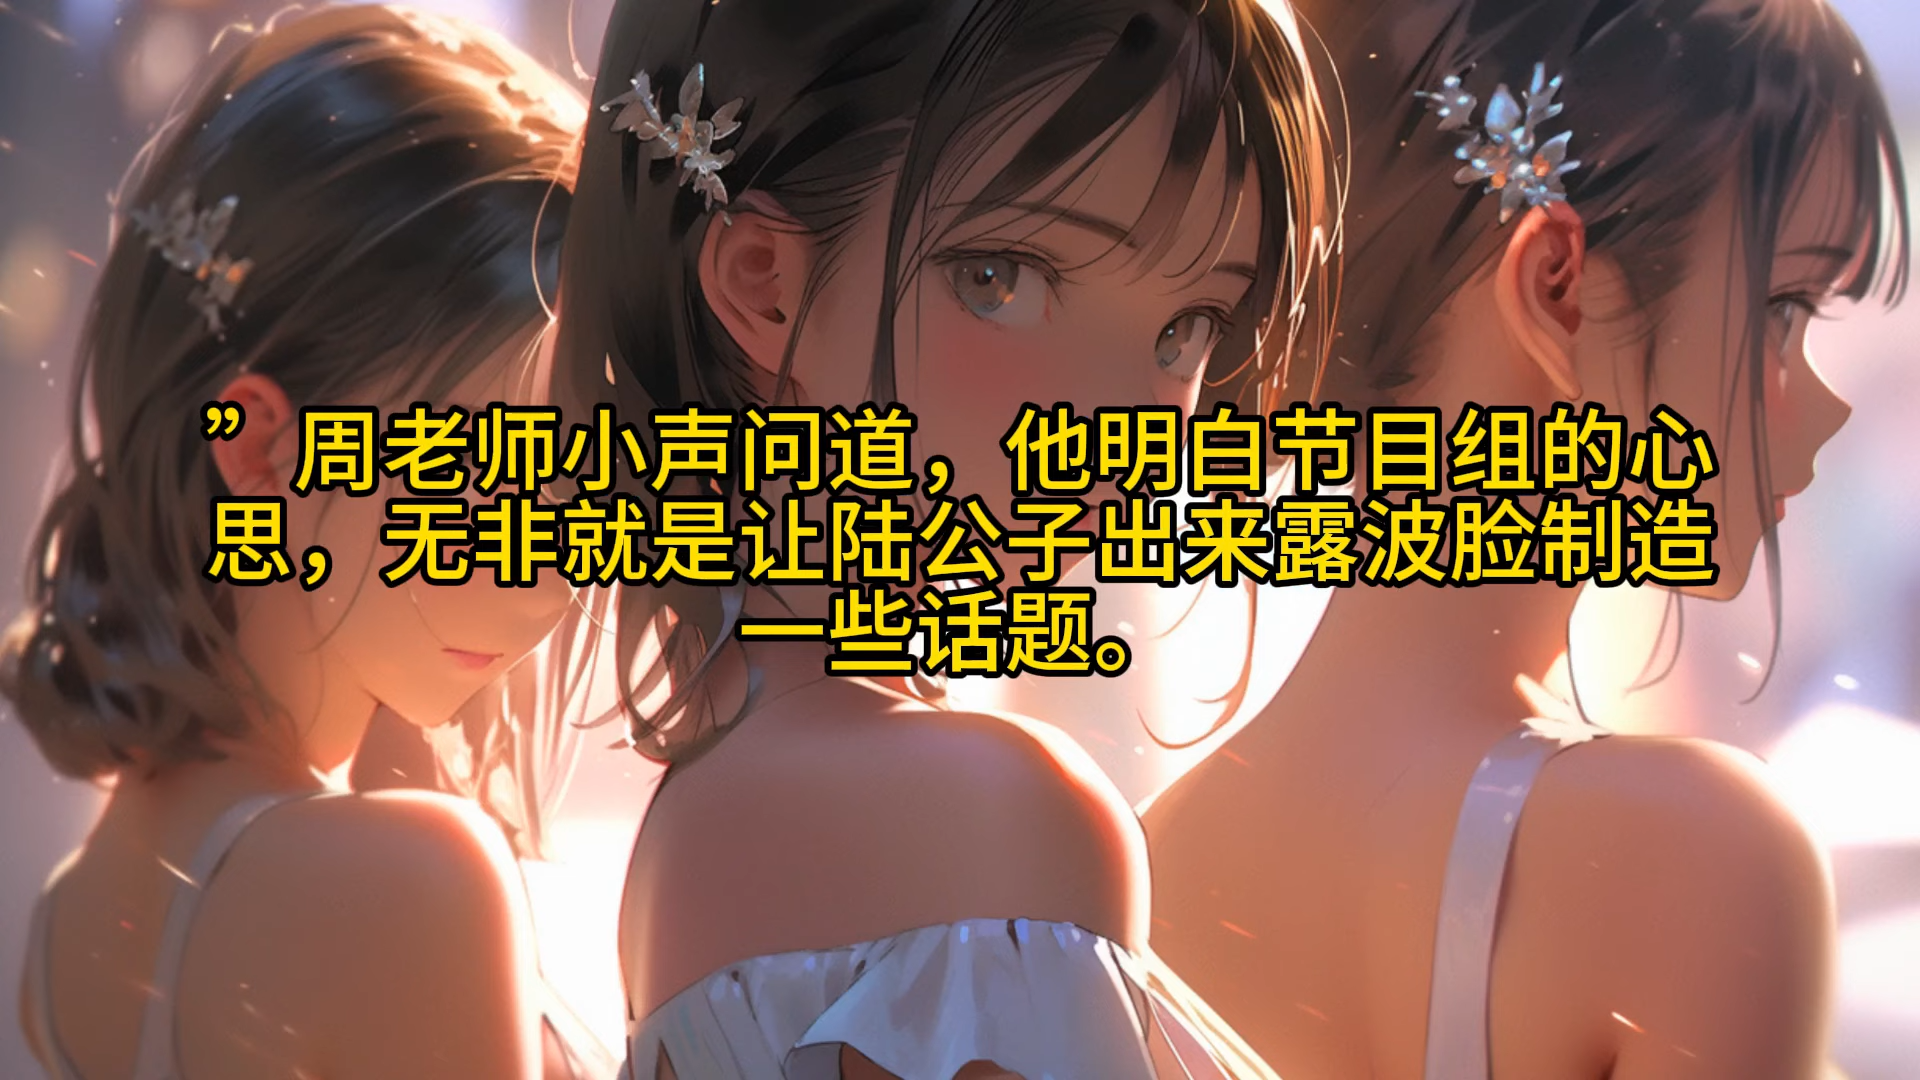 ”周老师小声问道，他明白节目组的心
思，无非就是让陆公子出来露波脸制造
一些话题。